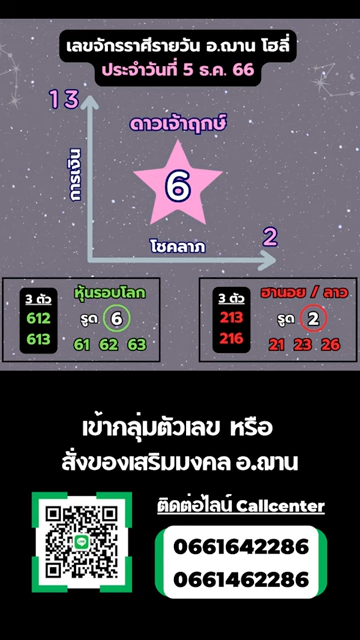 เลขจักรราศีรายวัน อ.ฌาน โฮลี่
ประจำวันที่ 5 ธ.ค. 66
13
ดาวเจ้าฤกษ์
การเงิน
6
โชคลาภ
2
3 ตัว
612
613
หุ้นรอบโลก
รูด 6
61 62 63
3 ตัว
213
216
ฮานอย / ลาว
รูด 2
21 23 26
เข้ากลุ่มตัวเลข หรือ
สั่งของเสริมมงคล อ.ฌาน
ติดต่อไลน์ Callcenter
0661642286
0661462286